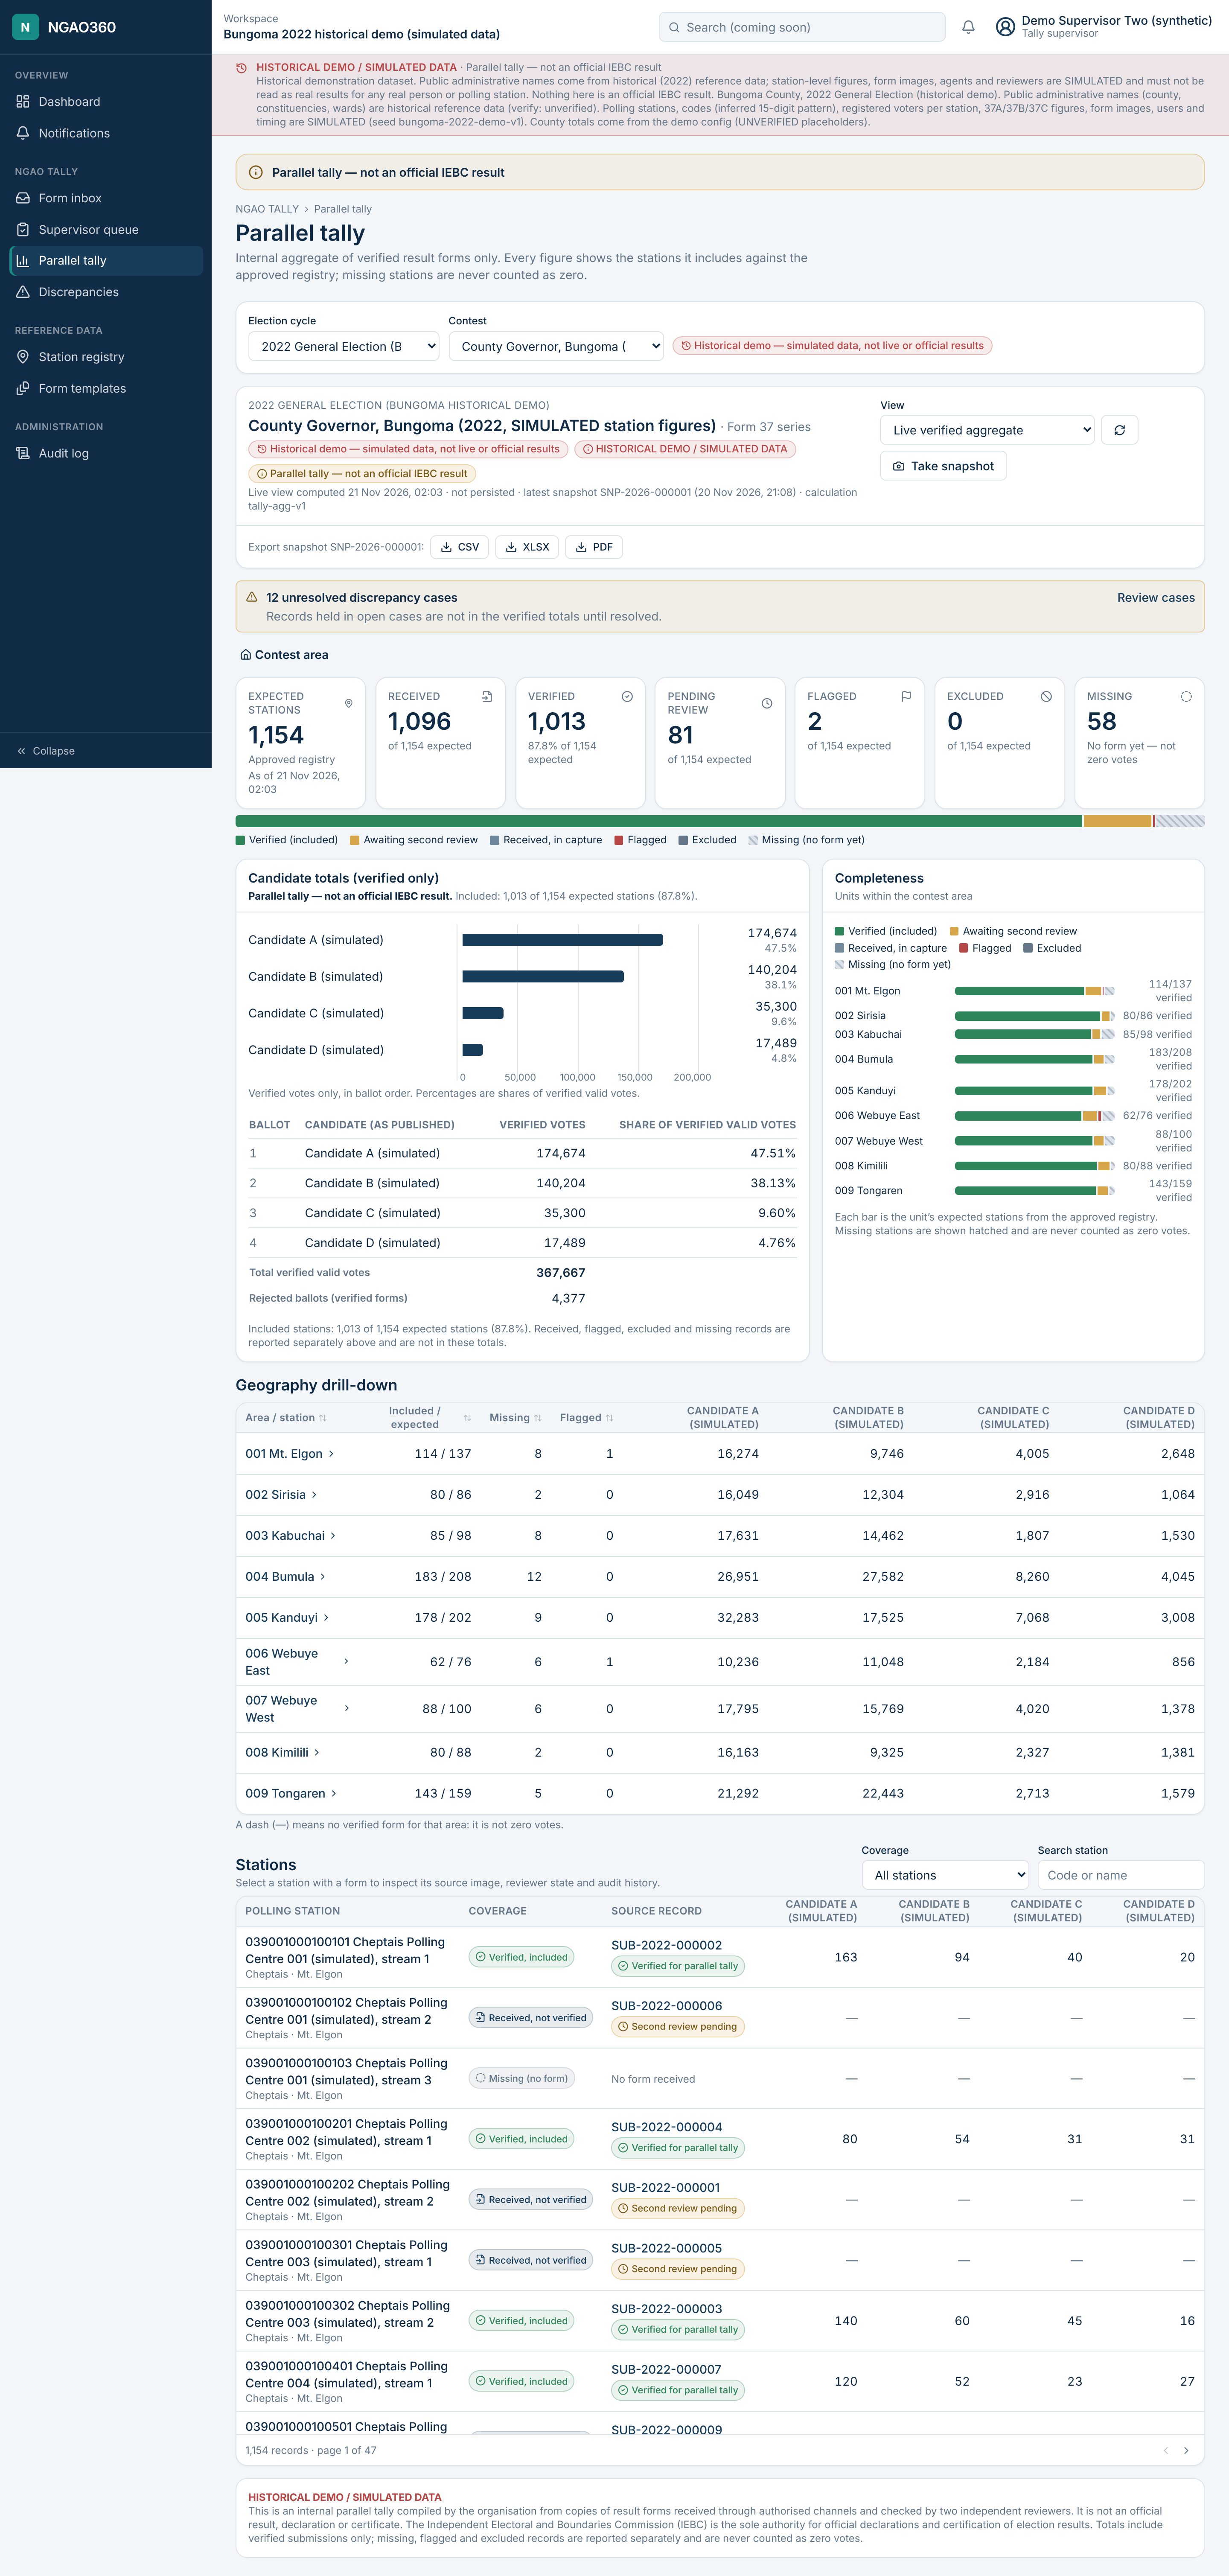 N NGAO360
OVERVIEW
Dashboard
Notifications
NGAO TALLY
Form inbox
Supervisor queue
Parallel tally
Discrepancies
REFERENCE DATA
Station registry
Form templates
ADMINISTRATION
Audit log
Collapse
Workspace
Bungoma 2022 historical demo (simulated data)
Search (coming soon)
Demo Supervisor Two (synthetic)
Tally supervisor
HISTORICAL DEMO / SIMULATED DATA · Parallel tally — not an official IEBC result
Historical demonstration dataset. Public administrative names come from historical (2022) reference data; station-level figures, form images, agents and reviewers are SIMULATED and must not be
read as real results for any real person or polling station. Nothing here is an official IEBC result. Bungoma County, 2022 General Election (historical demo). Public administrative names (county,
constituencies, wards) are historical reference data (verify: unverified). Polling stations, codes (inferred 15-digit pattern), registered voters per station, 37A/37B/37C figures, form images, users and
timing are SIMULATED (seed bungoma-2022-demo-v1). County totals come from the demo config (UNVERIFIED placeholders).
Parallel tally — not an official IEBC result
NGAO TALLY › Parallel tally
Parallel tally
Internal aggregate of verified result forms only. Every figure shows the stations it includes against the
approved registry; missing stations are never counted as zero.
Election cycle
2022 General Election (B
Contest
County Governor, Bungoma (
Historical demo — simulated data, not live or official results
2022 GENERAL ELECTION (BUNGOMA HISTORICAL DEMO)
County Governor, Bungoma (2022, SIMULATED station figures) · Form 37 series
Historical demo — simulated data, not live or official results
HISTORICAL DEMO / SIMULATED DATA
Parallel tally — not an official IEBC result
Live view computed 21 Nov 2026, 02:03 · not persisted · latest snapshot SNP-2026-000001 (20 Nov 2026, 21:08) · calculation
tally-agg-v1
View
Live verified aggregate
Take snapshot
Export snapshot SNP-2026-000001: CSV XLSX PDF
12 unresolved discrepancy cases
Review cases
Records held in open cases are not in the verified totals until resolved.
Contest area
EXPECTED
STATIONS
1,154
Approved registry
As of 21 Nov 2026,
02:03
RECEIVED
1,096
of 1,154 expected
VERIFIED
1,013
87.8% of 1,154
expected
PENDING
REVIEW
81
of 1,154 expected
FLAGGED
2
of 1,154 expected
EXCLUDED
0
of 1,154 expected
MISSING
58
No form yet — not
zero votes
Verified (included) Awaiting second review Received, in capture Flagged Excluded Missing (no form yet)
Candidate totals (verified only)
Parallel tally — not an official IEBC result. Included: 1,013 of 1,154 expected stations (87.8%).
Candidate A (simulated) 174,674
47.5%
Candidate B (simulated) 140,204
38.1%
Candidate C (simulated) 35,300
9.6%
Candidate D (simulated) 17,489
4.8%
0 50,000 100,000 150,000 200,000
Verified votes only, in ballot order. Percentages are shares of verified valid votes.
BALLOT CANDIDATE (AS PUBLISHED) VERIFIED VOTES SHARE OF VERIFIED VALID VOTES
1 Candidate A (simulated) 174,674 47.51%
2 Candidate B (simulated) 140,204 38.13%
3 Candidate C (simulated) 35,300 9.60%
4 Candidate D (simulated) 17,489 4.76%
Total verified valid votes 367,667
Rejected ballots (verified forms) 4,377
Included stations: 1,013 of 1,154 expected stations (87.8%). Received, flagged, excluded and missing records are
reported separately above and are not in these totals.
Completeness
Units within the contest area
Verified (included) Awaiting second review
Received, in capture Flagged Excluded
Missing (no form yet)
001 Mt. Elgon 114/137
verified
002 Sirisia 80/86 verified
003 Kabuchai 85/98 verified
004 Bumula 183/208
verified
005 Kanduyi 178/202
verified
006 Webuye East 62/76 verified
007 Webuye West 88/100
verified
008 Kimilili 80/88 verified
009 Tongaren 143/159
verified
Each bar is the unit’s expected stations from the approved registry.
Missing stations are shown hatched and are never counted as zero votes.
Geography drill-down
Area / station Included / expected Missing Flagged CANDIDATE A (SIMULATED) CANDIDATE B (SIMULATED) CANDIDATE C (SIMULATED) CANDIDATE D (SIMULATED)
001 Mt. Elgon 114 / 137 8 1 16,274 9,746 4,005 2,648
002 Sirisia 80 / 86 2 0 16,049 12,304 2,916 1,064
003 Kabuchai 85 / 98 8 0 17,631 14,462 1,807 1,530
004 Bumula 183 / 208 12 0 26,951 27,582 8,260 4,045
005 Kanduyi 178 / 202 9 0 32,283 17,525 7,068 3,008
006 Webuye East 62 / 76 6 1 10,236 11,048 2,184 856
007 Webuye West 88 / 100 6 0 17,795 15,769 4,020 1,378
008 Kimilili 80 / 88 2 0 16,163 9,325 2,327 1,381
009 Tongaren 143 / 159 5 0 21,292 22,443 2,713 1,579
A dash (—) means no verified form for that area: it is not zero votes.
Stations
Select a station with a form to inspect its source image, reviewer state and audit history.
Coverage
All stations
Search station
Code or name
POLLING STATION COVERAGE SOURCE RECORD CANDIDATE A (SIMULATED) CANDIDATE B (SIMULATED) CANDIDATE C (SIMULATED) CANDIDATE D (SIMULATED)
039001000100101 Cheptais Polling
Centre 001 (simulated), stream 1
Cheptais · Mt. Elgon
Verified, included
SUB-2022-000002
Verified for parallel tally
163 94 40 20
039001000100102 Cheptais Polling
Centre 001 (simulated), stream 2
Cheptais · Mt. Elgon
Received, not verified
SUB-2022-000006
Second review pending
— — — —
039001000100103 Cheptais Polling
Centre 001 (simulated), stream 3
Cheptais · Mt. Elgon
Missing (no form)
No form received
— — — —
039001000100201 Cheptais Polling
Centre 002 (simulated), stream 1
Cheptais · Mt. Elgon
Verified, included
SUB-2022-000004
Verified for parallel tally
80 54 31 31
039001000100202 Cheptais Polling
Centre 002 (simulated), stream 2
Cheptais · Mt. Elgon
Received, not verified
SUB-2022-000001
Second review pending
— — — —
039001000100301 Cheptais Polling
Centre 003 (simulated), stream 1
Cheptais · Mt. Elgon
Received, not verified
SUB-2022-000005
Second review pending
— — — —
039001000100302 Cheptais Polling
Centre 003 (simulated), stream 2
Cheptais · Mt. Elgon
Verified, included
SUB-2022-000003
Verified for parallel tally
140 60 45 16
039001000100401 Cheptais Polling
Centre 004 (simulated), stream 1
Cheptais · Mt. Elgon
Verified, included
SUB-2022-000007
Verified for parallel tally
120 52 23 27
039001000100501 Cheptais Polling
SUB-2022-000009
1,154 records · page 1 of 47
HISTORICAL DEMO / SIMULATED DATA
This is an internal parallel tally compiled by the organisation from copies of result forms received through authorised channels and checked by two independent reviewers. It is not an official
result, declaration or certificate. The Independent Electoral and Boundaries Commission (IEBC) is the sole authority for official declarations and certification of election results. Totals include
verified submissions only; missing, flagged and excluded records are reported separately and are never counted as zero votes.